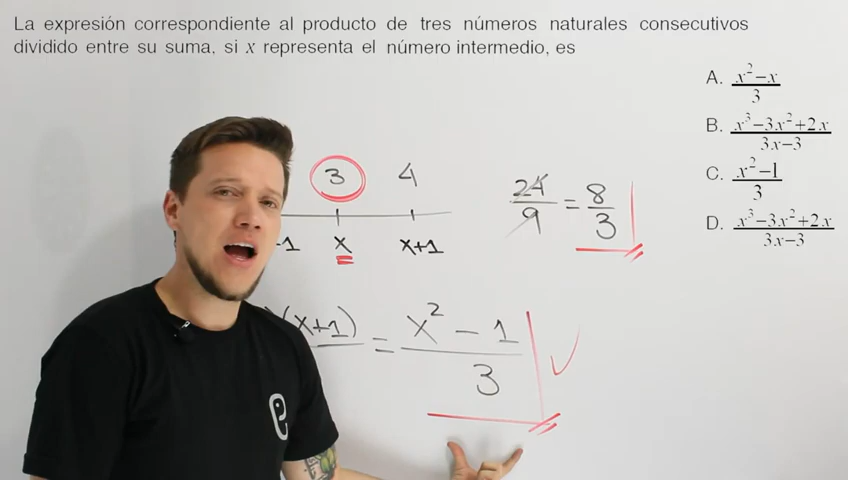 La expresión correspondiente al producto de tres números naturales consecutivos
dividido entre su suma, si x representa el número intermedio, es
A. x²−x / 3
B. x³−3x²+2x / 3x−3
C. x²−1 / 3
D. x³−3x²+2x / 3x−3
3 4
-1 x x+1
24/9 = 8/3
(x+1) = x² − 1 / 3